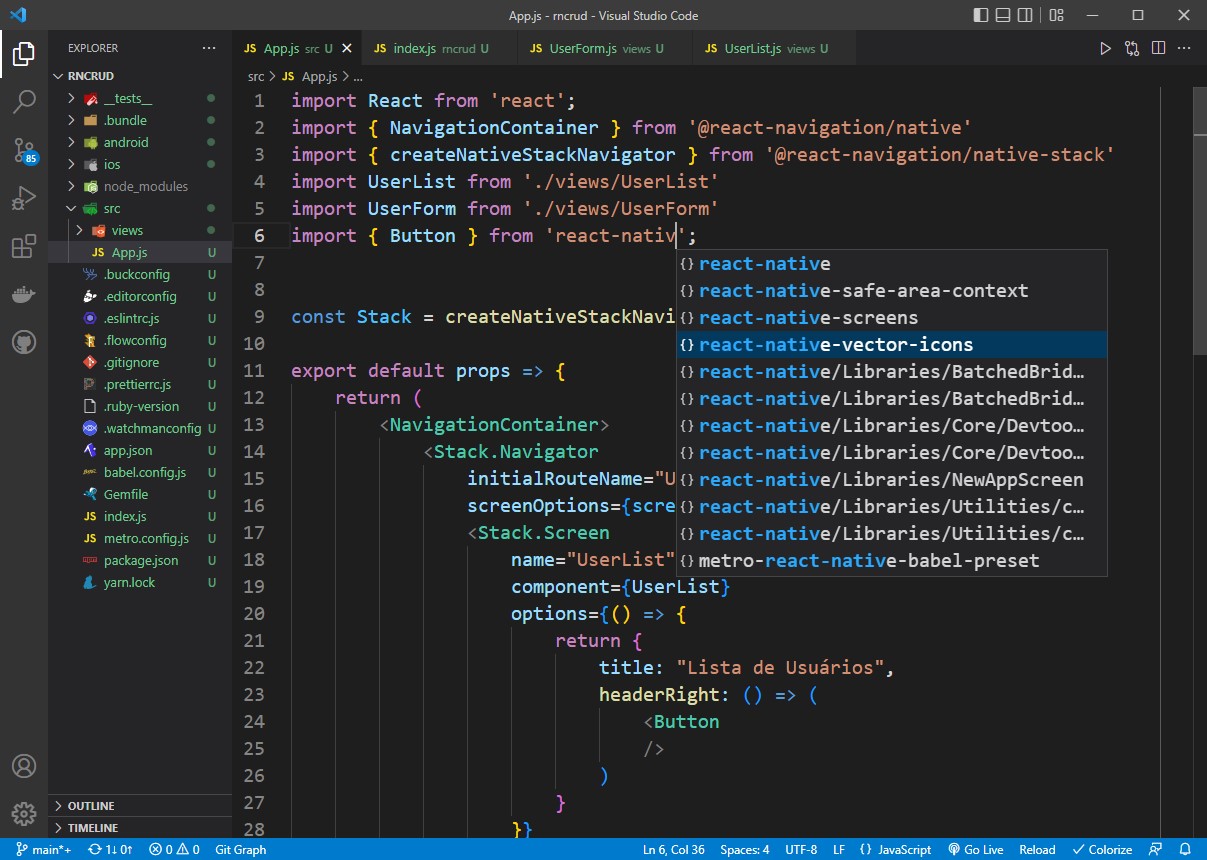 App.js - rncrud - Visual Studio Code
EXPLORER
RNCRUD
__tests__
.bundle
android
ios
node_modules
src
views
JS App.js U
.buckconfig U
.editorconfig U
.eslintrc.js U
.flowconfig U
.gitignore U
.prettierrc.js U
.ruby-version U
.watchmanconfig U
app.json U
babel.config.js U
Gemfile U
JS index.js U
JS metro.config.js U
package.json U
yarn.lock U
OUTLINE
TIMELINE
85
JS App.js src U
JS index.js mcrud U
JS UserForm.js views U
JS UserList.js views U
src > JS App.js > ...
1 import React from 'react';
2 import { NavigationContainer } from '@react-navigation/native'
3 import { createNativeStackNavigator } from '@react-navigation/native-stack'
4 import UserList from './views/UserList'
5 import UserForm from './views/UserForm'
6 import { Button } from 'react-nativ';
7
8
9 const Stack = createNativeStackNavi
10
11 export default props => {
12 return (
13 <NavigationContainer>
14 <Stack.Navigator
15 initialRouteName="U
16 screenOptions={scre
17 <Stack.Screen
18 name="UserList"
19 component={UserList}
20 options={() => {
21 return {
22 title: "Lista de Usuários",
23 headerRight: () => (
24 <Button
25 />
26 )
27 }
28 }}
{} react-native
{} react-native-safe-area-context
{} react-native-screens
{} react-native-vector-icons
{} react-native/Libraries/BatchedBrid…
{} react-native/Libraries/BatchedBrid…
{} react-native/Libraries/Core/Devtoo…
{} react-native/Libraries/Core/Devtoo…
{} react-native/Libraries/NewAppScreen
{} react-native/Libraries/Utilities/c…
{} react-native/Libraries/Utilities/c…
{} metro-react-native-babel-preset
main*+ 1↓ 0↑ 0 0 Git Graph Ln 6, Col 36 Spaces: 4 UTF-8 LF {} JavaScript Go Live Reload Colorize